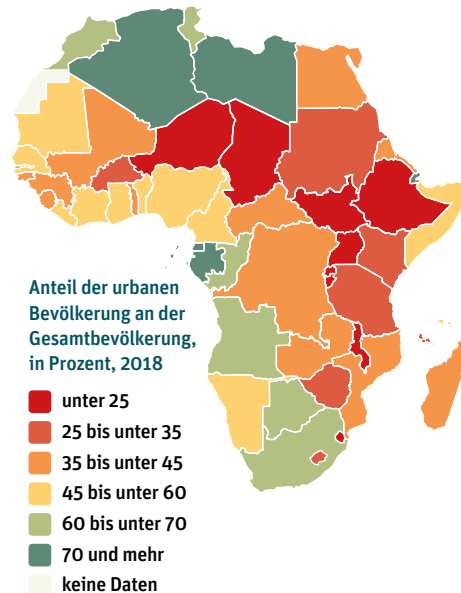 Anteil der urbanen
Bevölkerung an der
Gesamtbevölkerung,
in Prozent, 2018
unter 25
25 bis unter 35
35 bis unter 45
45 bis unter 60
60 bis unter 70
70 und mehr
keine Daten